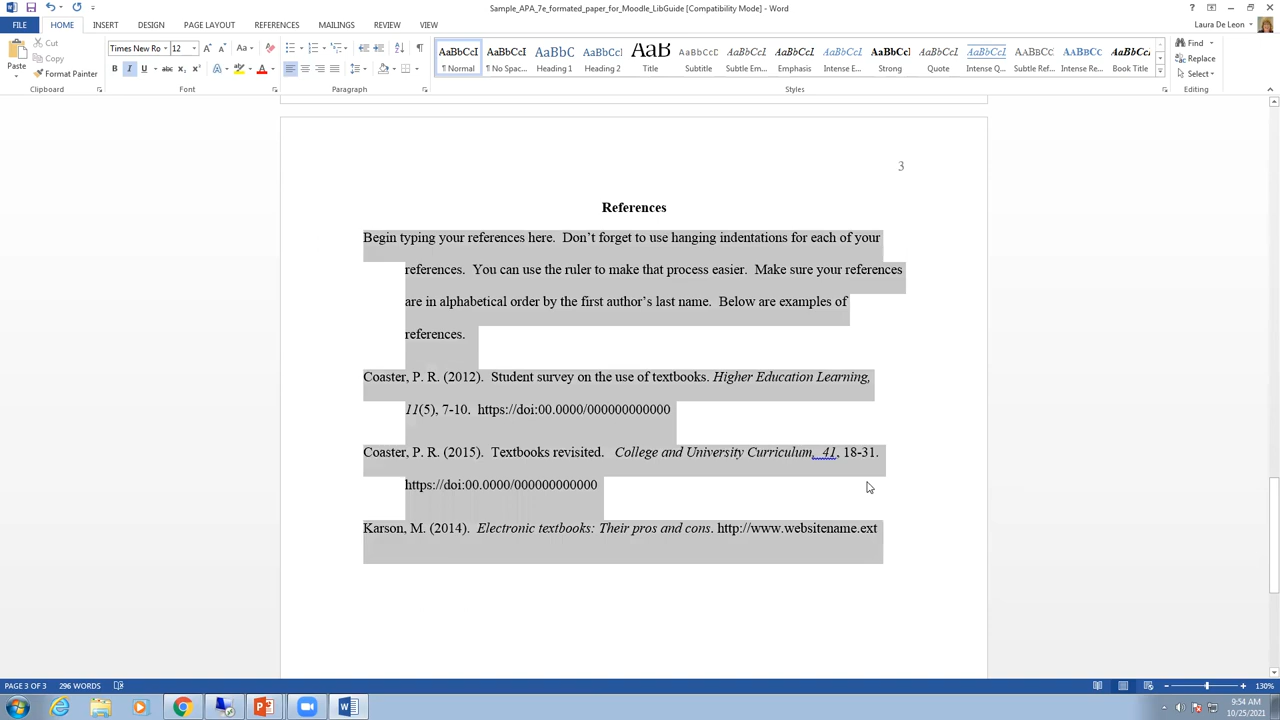 Sample_APA_7e_formated_paper_for_Moodle_LibGuide [Compatibility Mode] - Word
FILE HOME INSERT DESIGN PAGE LAYOUT REFERENCES MAILINGS REVIEW VIEW Laura De Leon
Paste Cut Copy Format Painter
Times New Ro 12
AaBbCcI AaBbCcI AaBbC AaBbCcI AaB AaBbCcI AaBbCcI AaBbCcI AaBbCcI AaBbCcI AaBbCcI AaBbCcI AaBbCC AaBbCc AaBbCc
¶ Normal ¶ No Spac... Heading 1 Heading 2 Title Subtitle Subtle Em... Emphasis Intense E... Strong Quote Intense Q... Subtle Ref... Intense Re... Book Title
Find Replace Select
Clipboard Font Paragraph Styles Editing
3
References
Begin typing your references here.  Don’t forget to use hanging indentations for each of your
references.  You can use the ruler to make that process easier.  Make sure your references
are in alphabetical order by the first author’s last name.  Below are examples of
references.
Coaster, P. R. (2012).  Student survey on the use of textbooks. Higher Education Learning,
11(5), 7-10.  https://doi:00.0000/000000000000
Coaster, P. R. (2015).  Textbooks revisited.   College and University Curriculum,  41, 18-31.
https://doi:00.0000/000000000000
Karson, M. (2014).  Electronic textbooks: Their pros and cons. http://www.websitename.ext
PAGE 3 OF 3 296 WORDS 130%
9:54 AM
10/25/2021